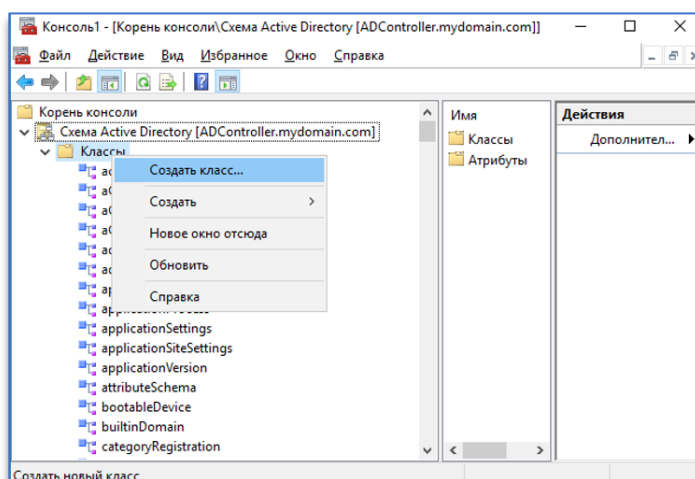 Консоль1 - [Корень консоли\Схема Active Directory [ADController.mydomain.com]]
Файл Действие Вид Избранное Окно Справка
Корень консоли
Схема Active Directory [ADController.mydomain.com]
Классы
Создать класс...
Создать
Новое окно отсюда
Обновить
Справка
applicationSettings
applicationSiteSettings
applicationVersion
attributeSchema
bootableDevice
builtinDomain
categoryRegistration
Имя
Классы
Атрибуты
Действия
Дополнител...
Создать новый класс